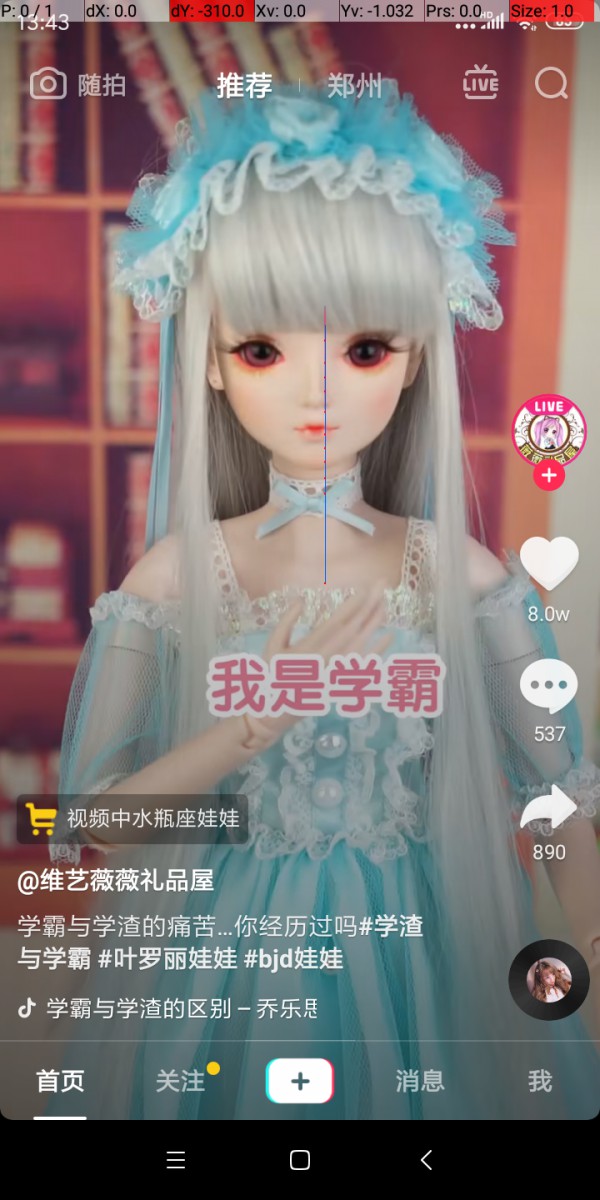 P: 0 / 1 dX: 0.0 dY: -310.0 Xv: 0.0 Yv: -1.032 Prs: 0.0 Size: 1.0
13:43 HD
随拍 推荐 郑州 LIVE
LIVE
8.0w
我是学霸
537
视频中水瓶座娃娃
890
@维艺薇薇礼品屋
学霸与学渣的痛苦...你经历过吗#学渣
与学霸 #叶罗丽娃娃 #bjd娃娃
学霸与学渣的区别 – 乔乐思
首页 关注 消息 我